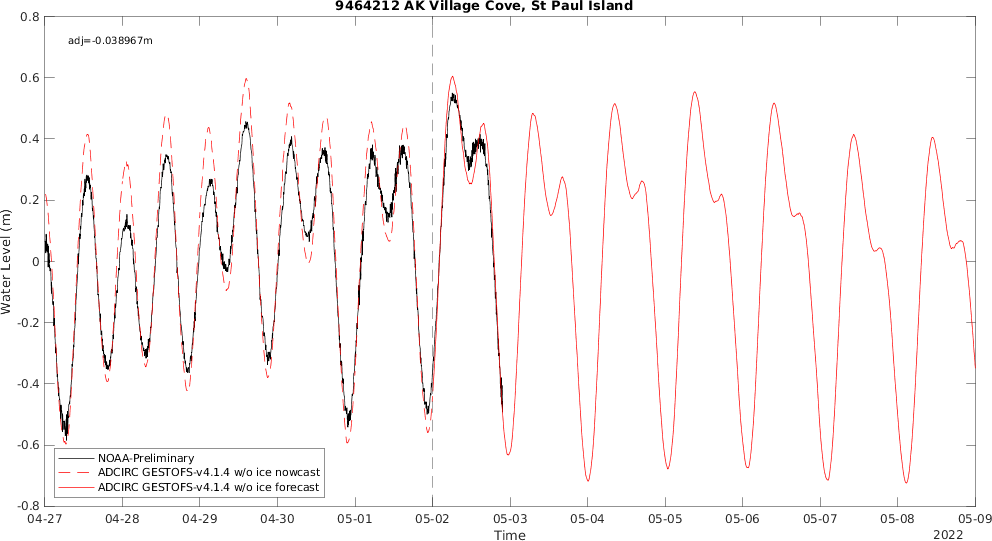 9464212 AK Village Cove, St Paul Island
adj=-0.038967m
Water Level (m)
0.8
0.6
0.4
0.2
0
-0.2
-0.4
-0.6
-0.8
NOAA-Preliminary
ADCIRC GESTOFS-v4.1.4 w/o ice nowcast
ADCIRC GESTOFS-v4.1.4 w/o ice forecast
04-27 04-28 04-29 04-30 05-01 05-02 05-03 05-04 05-05 05-06 05-07 05-08 05-09
Time
2022